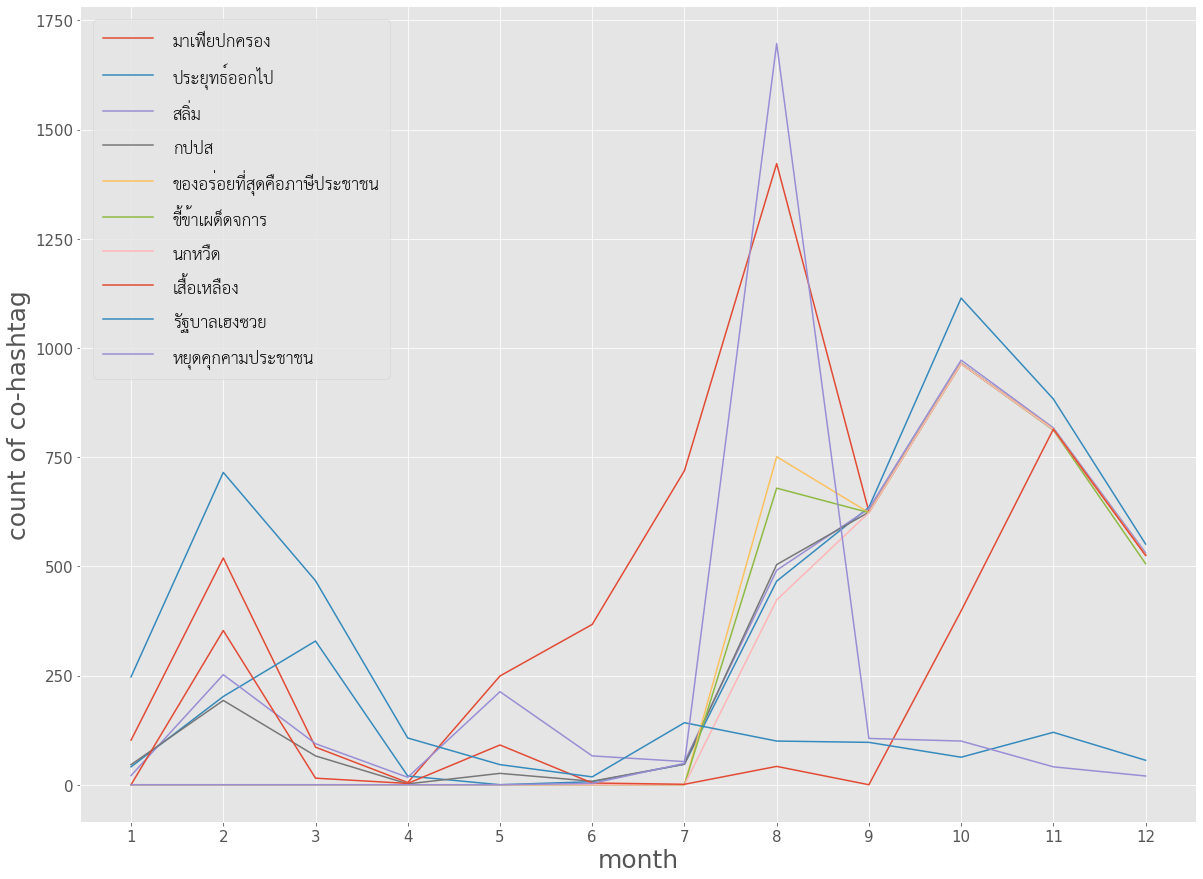 1750
1500
1250
1000
750
500
250
0
count of co-hashtag
มาเฟียปกครอง
ประยุทธ์ออกไป
สลิ่ม
กปปส
ของอร่อยที่สุดคือภาษีประชาชน
ขี้ข้าเผด็ดจการ
นกหวีด
เสื้อเหลือง
รัฐบาลเฮงซวย
หยุดคุกคามประชาชน
1 2 3 4 5 6 7 8 9 10 11 12
month